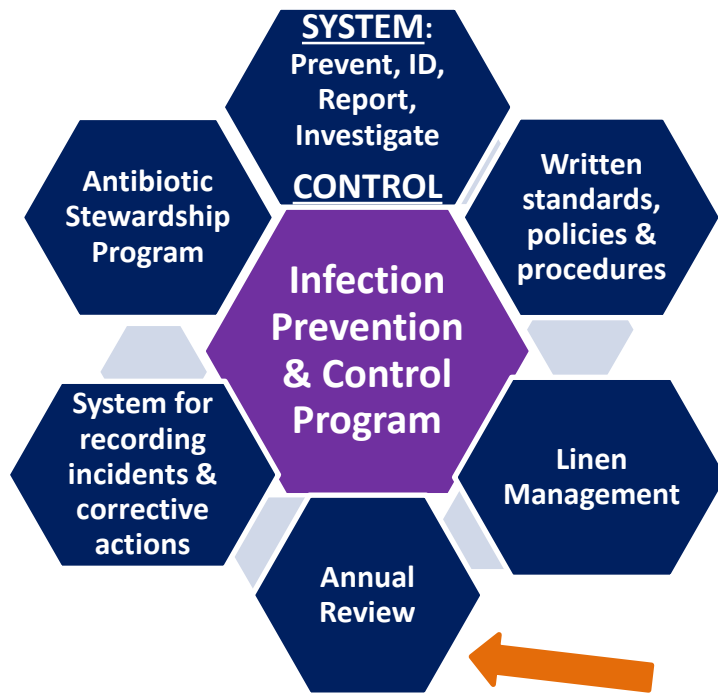 SYSTEM:
Prevent, ID,
Report,
Investigate
CONTROL
Written
standards,
policies &
procedures
Linen
Management
Annual
Review
System for
recording
incidents &
corrective
actions
Antibiotic
Stewardship
Program
Infection
Prevention
& Control
Program